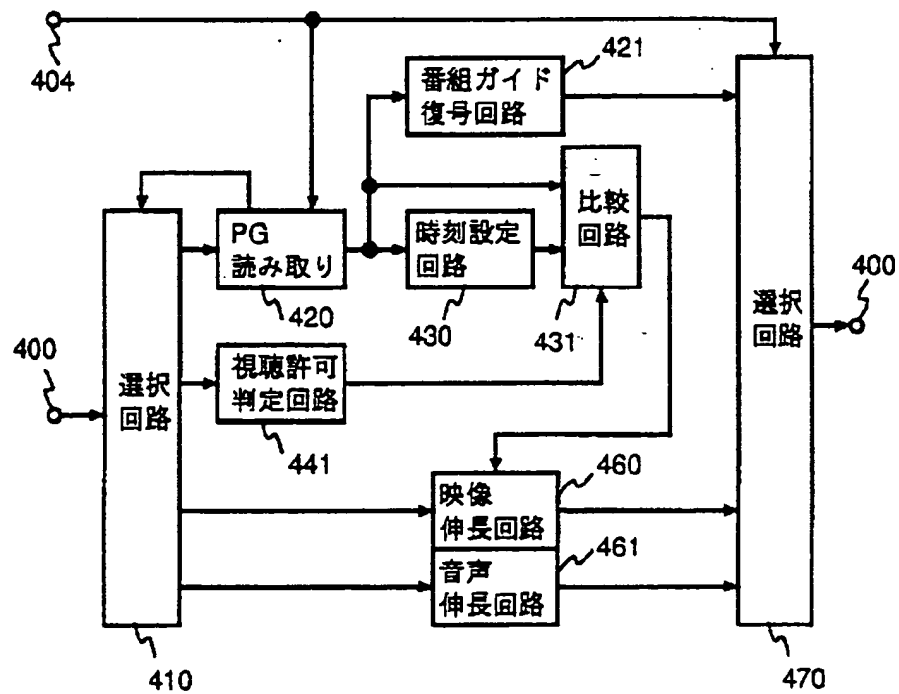 404
番組ガイド
復号回路
421
PG
読み取り
420
時刻設定
回路
430
比較
回路
431
400
選択
回路
410
視聴許可
判定回路
441
映像
伸長回路
460
音声
伸長回路
461
選択
回路
470
400